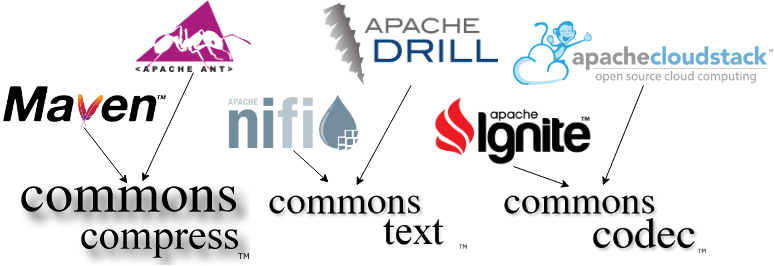 <APACHE ANT>
APACHE
DRILL
apachecloudstack™
open source cloud computing
Maven™
APACHE
nifi
apache
Ignite™
commons
compress™
commons
text™
commons
codec™